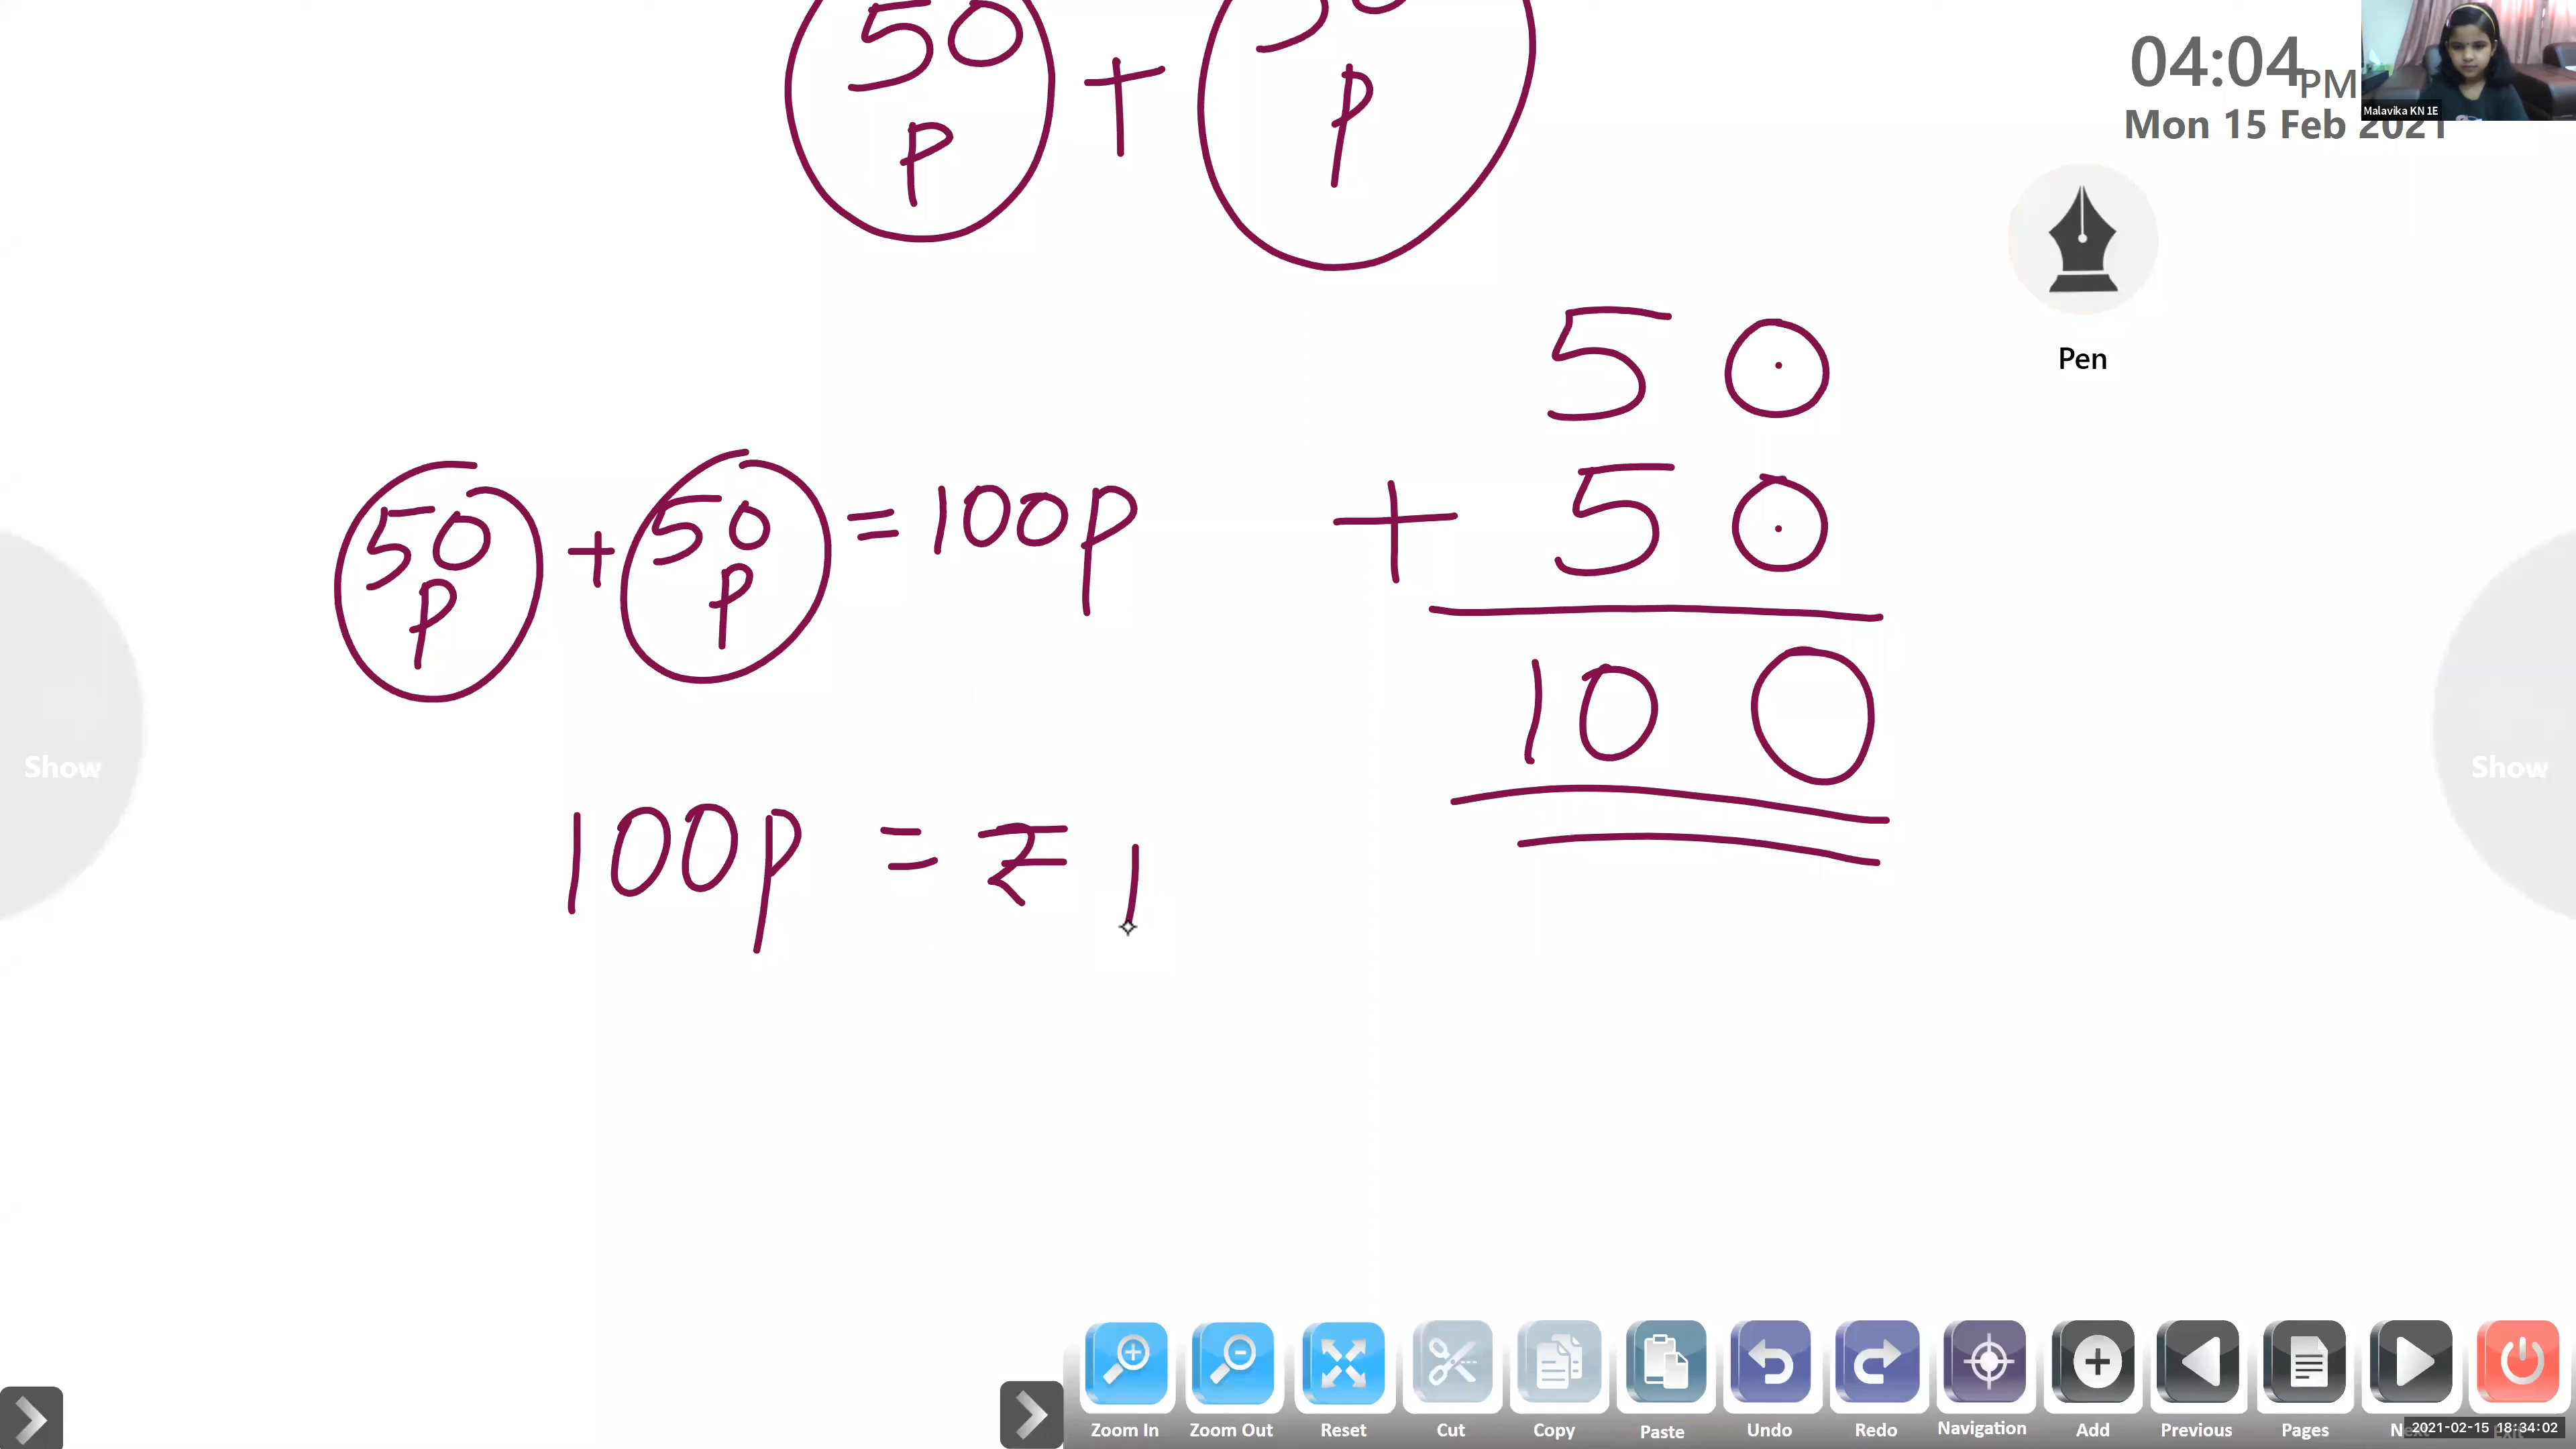 50 + 50
P P
04:04 PM
Mon 15 Feb 2021
Malavika KN 1E
Pen
50 + 50 = 100p
P P
50
+ 50
100
100p = ₹ 1
Show
Show
Zoom In Zoom Out Reset Cut Copy Paste Undo Redo Navigation Add Previous Pages
2021-02-15 18:34:02